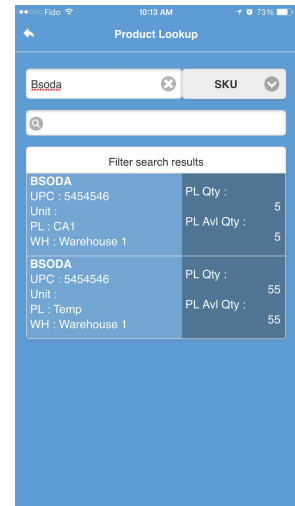 Fido 10:13 AM 73%
Product Lookup
Bsoda SKU
Filter search results
BSODA
UPC : 5454546
Unit :
PL : CA1
WH : Warehouse 1
PL Qty :
5
PL Avl Qty :
5
BSODA
UPC : 5454546
Unit :
PL : Temp
WH : Warehouse 1
PL Qty :
55
PL Avl Qty :
55